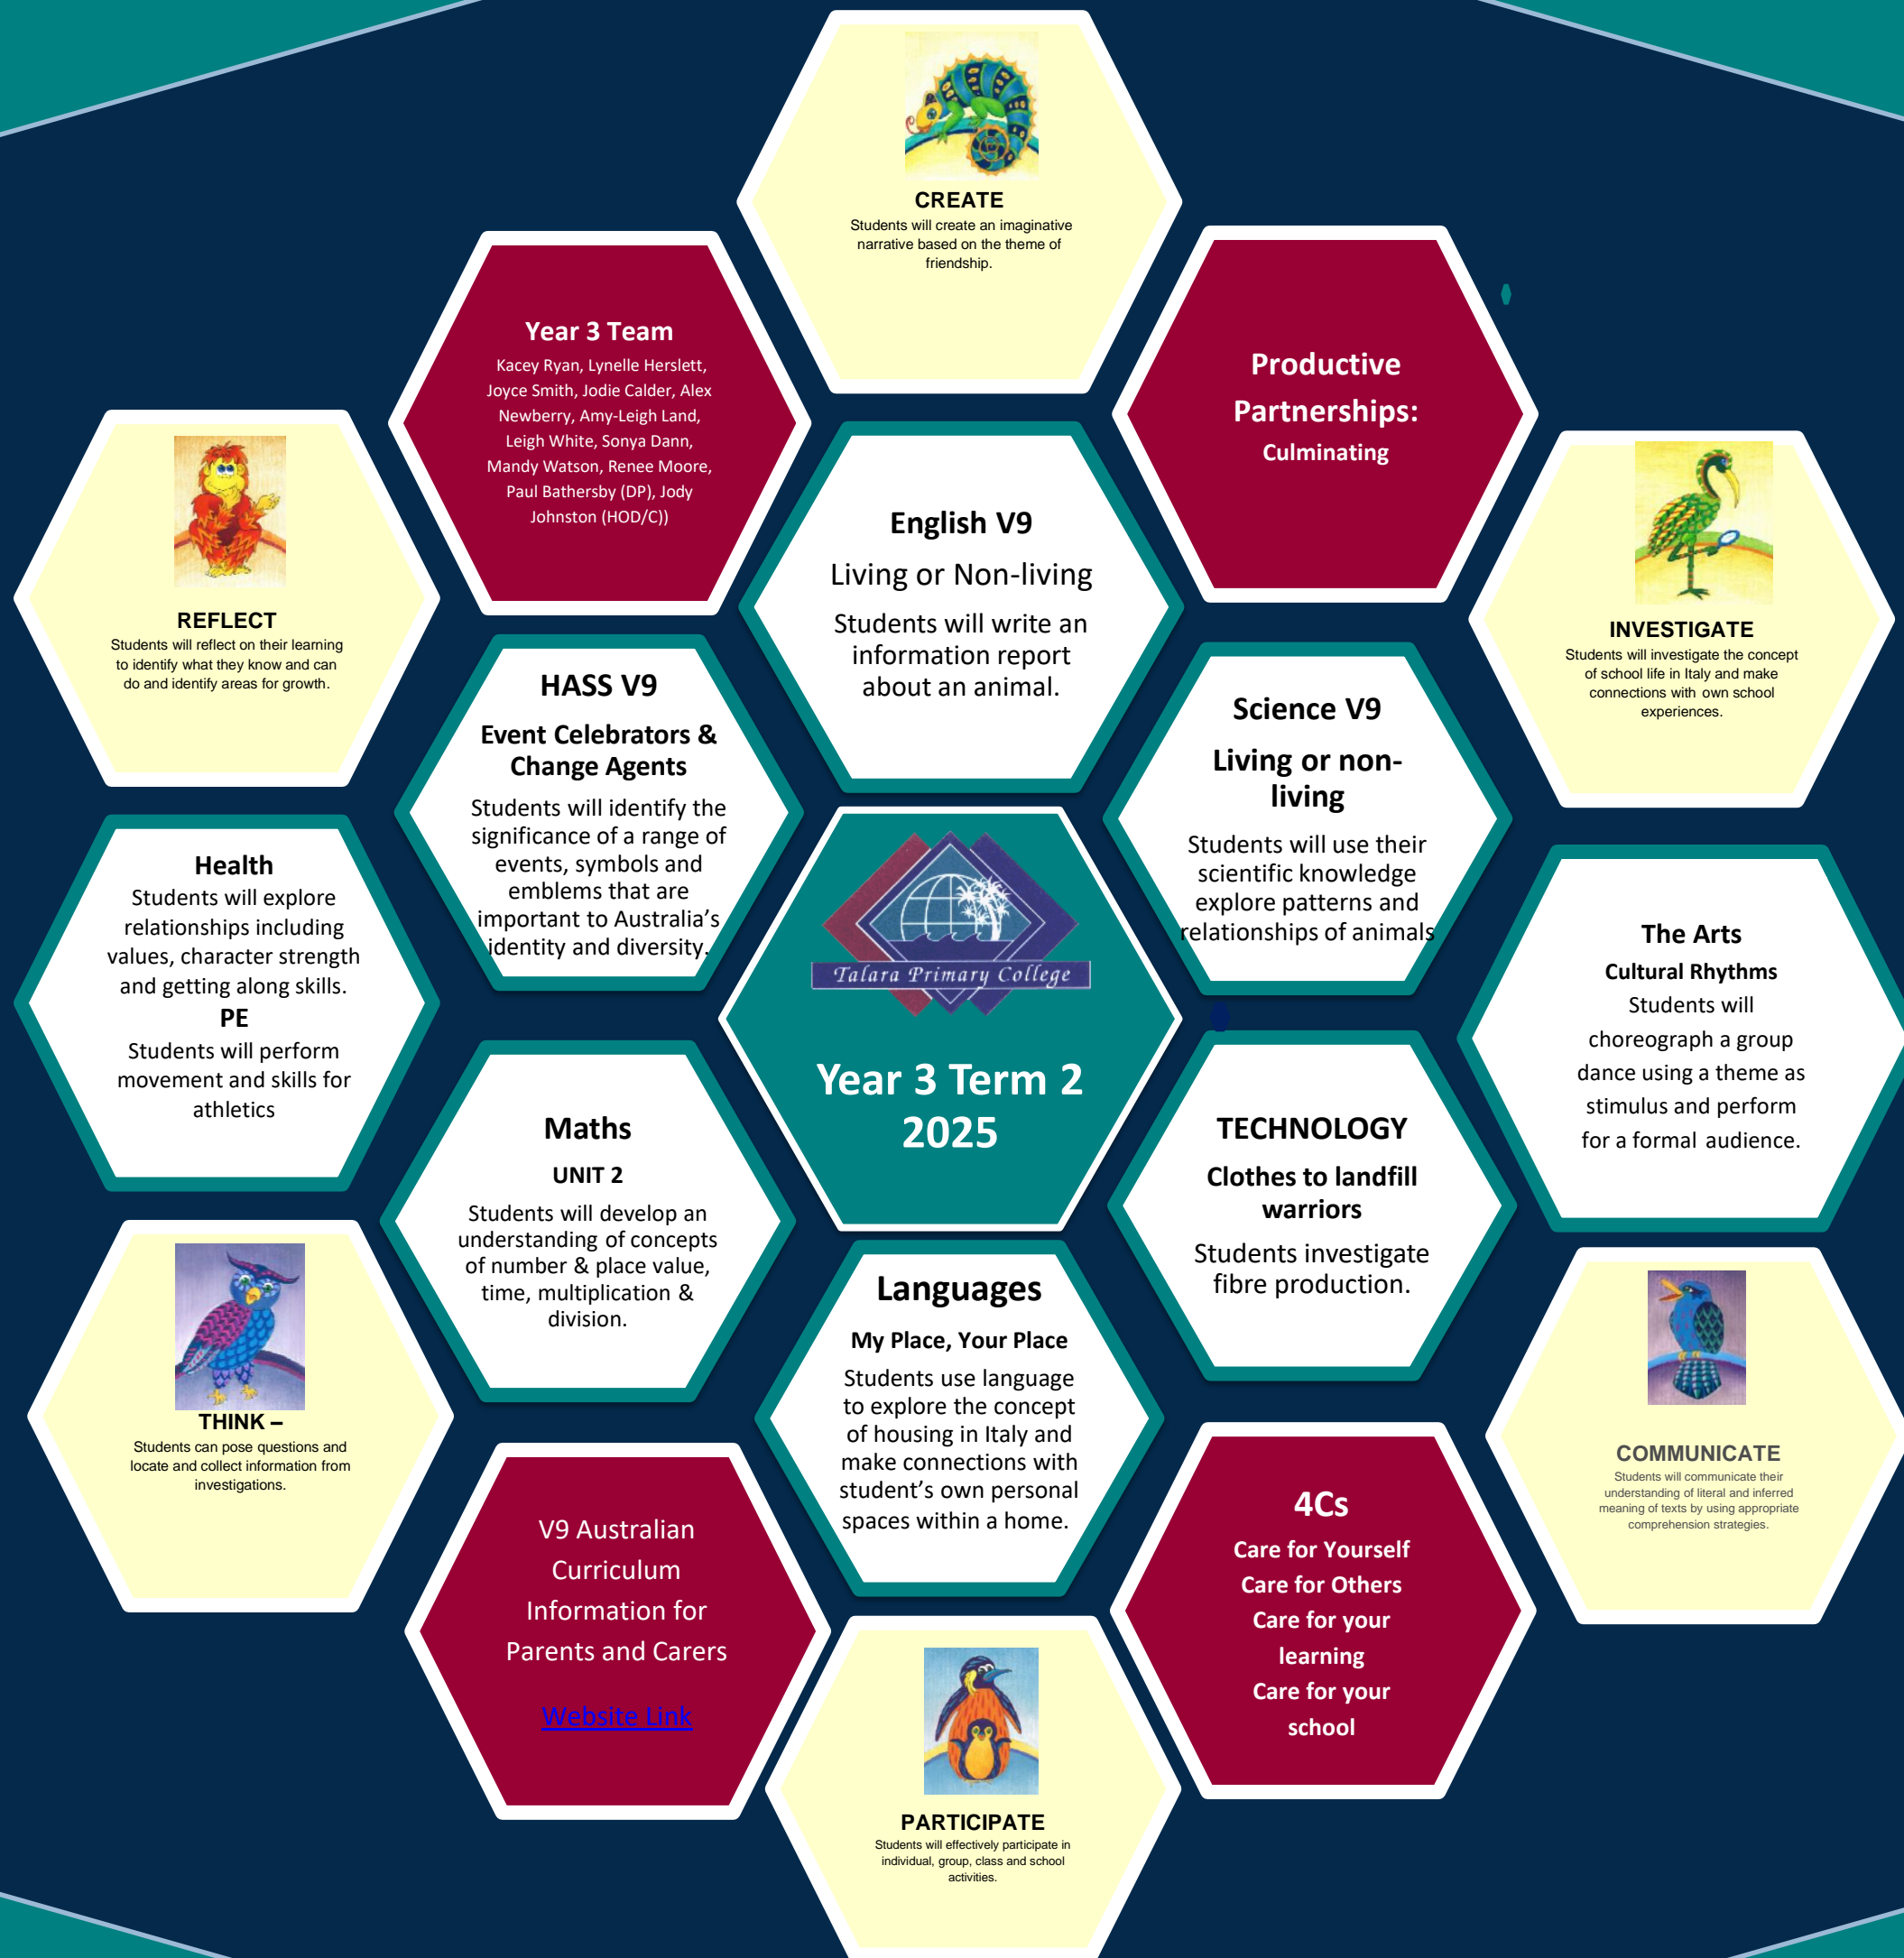 CREATE
Students will create an imaginative
narrative based on the theme of
friendship.
Year 3 Team
Kacey Ryan, Lynelle Herslett,
Joyce Smith, Jodie Calder, Alex
Newberry, Amy-Leigh Land,
Leigh White, Sonya Dann,
Mandy Watson, Renee Moore,
Paul Bathersby (DP), Jody
Johnston (HOD/C))
Productive
Partnerships:
Culminating
REFLECT
Students will reflect on their learning
to identify what they know and can
do and identify areas for growth.
English V9
Living or Non-living
Students will write an
information report
about an animal.
INVESTIGATE
Students will investigate the concept
of school life in Italy and make
connections with own school
experiences.
HASS V9
Event Celebrators &
Change Agents
Students will identify the
significance of a range of
events, symbols and
emblems that are
important to Australia’s
identity and diversity.
Science V9
Living or non-
living
Students will use their
scientific knowledge
explore patterns and
relationships of animals
Health
Students will explore
relationships including
values, character strength
and getting along skills.
PE
Students will perform
movement and skills for
athletics
Talara Primary College
Year 3 Term 2
2025
The Arts
Cultural Rhythms
Students will
choreograph a group
dance using a theme as
stimulus and perform
for a formal audience.
Maths
UNIT 2
Students will develop an
understanding of concepts
of number & place value,
time, multiplication &
division.
TECHNOLOGY
Clothes to landfill
warriors
Students investigate
fibre production.
THINK –
Students can pose questions and
locate and collect information from
investigations.
Languages
My Place, Your Place
Students use language
to explore the concept
of housing in Italy and
make connections with
student’s own personal
spaces within a home.
COMMUNICATE
Students will communicate their
understanding of literal and inferred
meaning of texts by using appropriate
comprehension strategies.
V9 Australian
Curriculum
Information for
Parents and Carers
Website Link
4Cs
Care for Yourself
Care for Others
Care for your
learning
Care for your
school
PARTICIPATE
Students will effectively participate in
individual, group, class and school
activities.